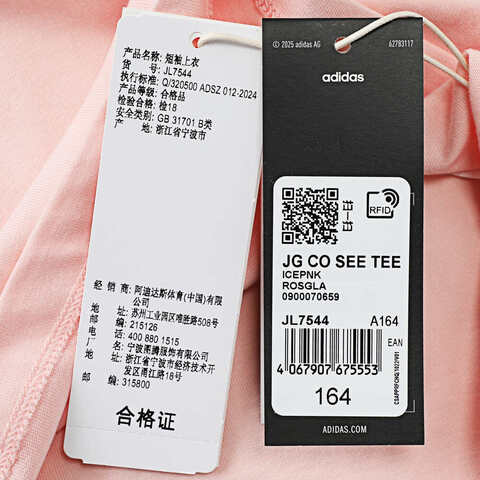 产品名称: 短袖上衣
货 号: JL7544
执行标准: Q/320500 ADSZ 012-2024
产品等级: 合格品
检验合格: 检18
安全类别: GB 31701 B类
产 地: 浙江省宁波市
经 销 商: 阿迪达斯体育(中国)有限
公司
地 址: 苏州工业园区唯胜路508号
邮 编: 215126
电 话: 400 880 1515
制 造 商: 宁波图腾服饰有限公司
地 址: 浙江省宁波市经济技术开
发区甬江路18号
邮 编: 315800
合格证
© 2025 adidas AG
62783117
adidas
RFID
JG CO SEE TEE
ICEPNK
ROSGLA
0900070659
JL7544 A164
EAN
4 067907 675553
164
ADIDAS.COM